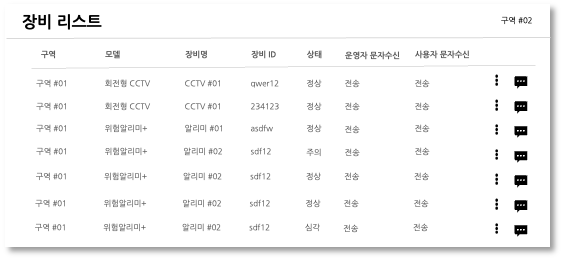 장비 리스트 구역 #02
구역 모델 장비명 장비 ID 상태 운영자 문자수신 사용자 문자수신
구역 #01 회전형 CCTV CCTV #01 qwer12 정상 전송 전송
구역 #01 회전형 CCTV CCTV #01 234123 정상 전송 전송
구역 #01 위험알리미+ 알리미 #01 asdfw 정상 전송 전송
구역 #01 위험알리미+ 알리미 #02 sdf12 주의 전송 전송
구역 #01 위험알리미+ 알리미 #02 sdf12 정상 전송 전송
구역 #01 위험알리미+ 알리미 #02 sdf12 정상 전송 전송
구역 #01 위험알리미+ 알리미 #02 sdf12 심각 전송 전송